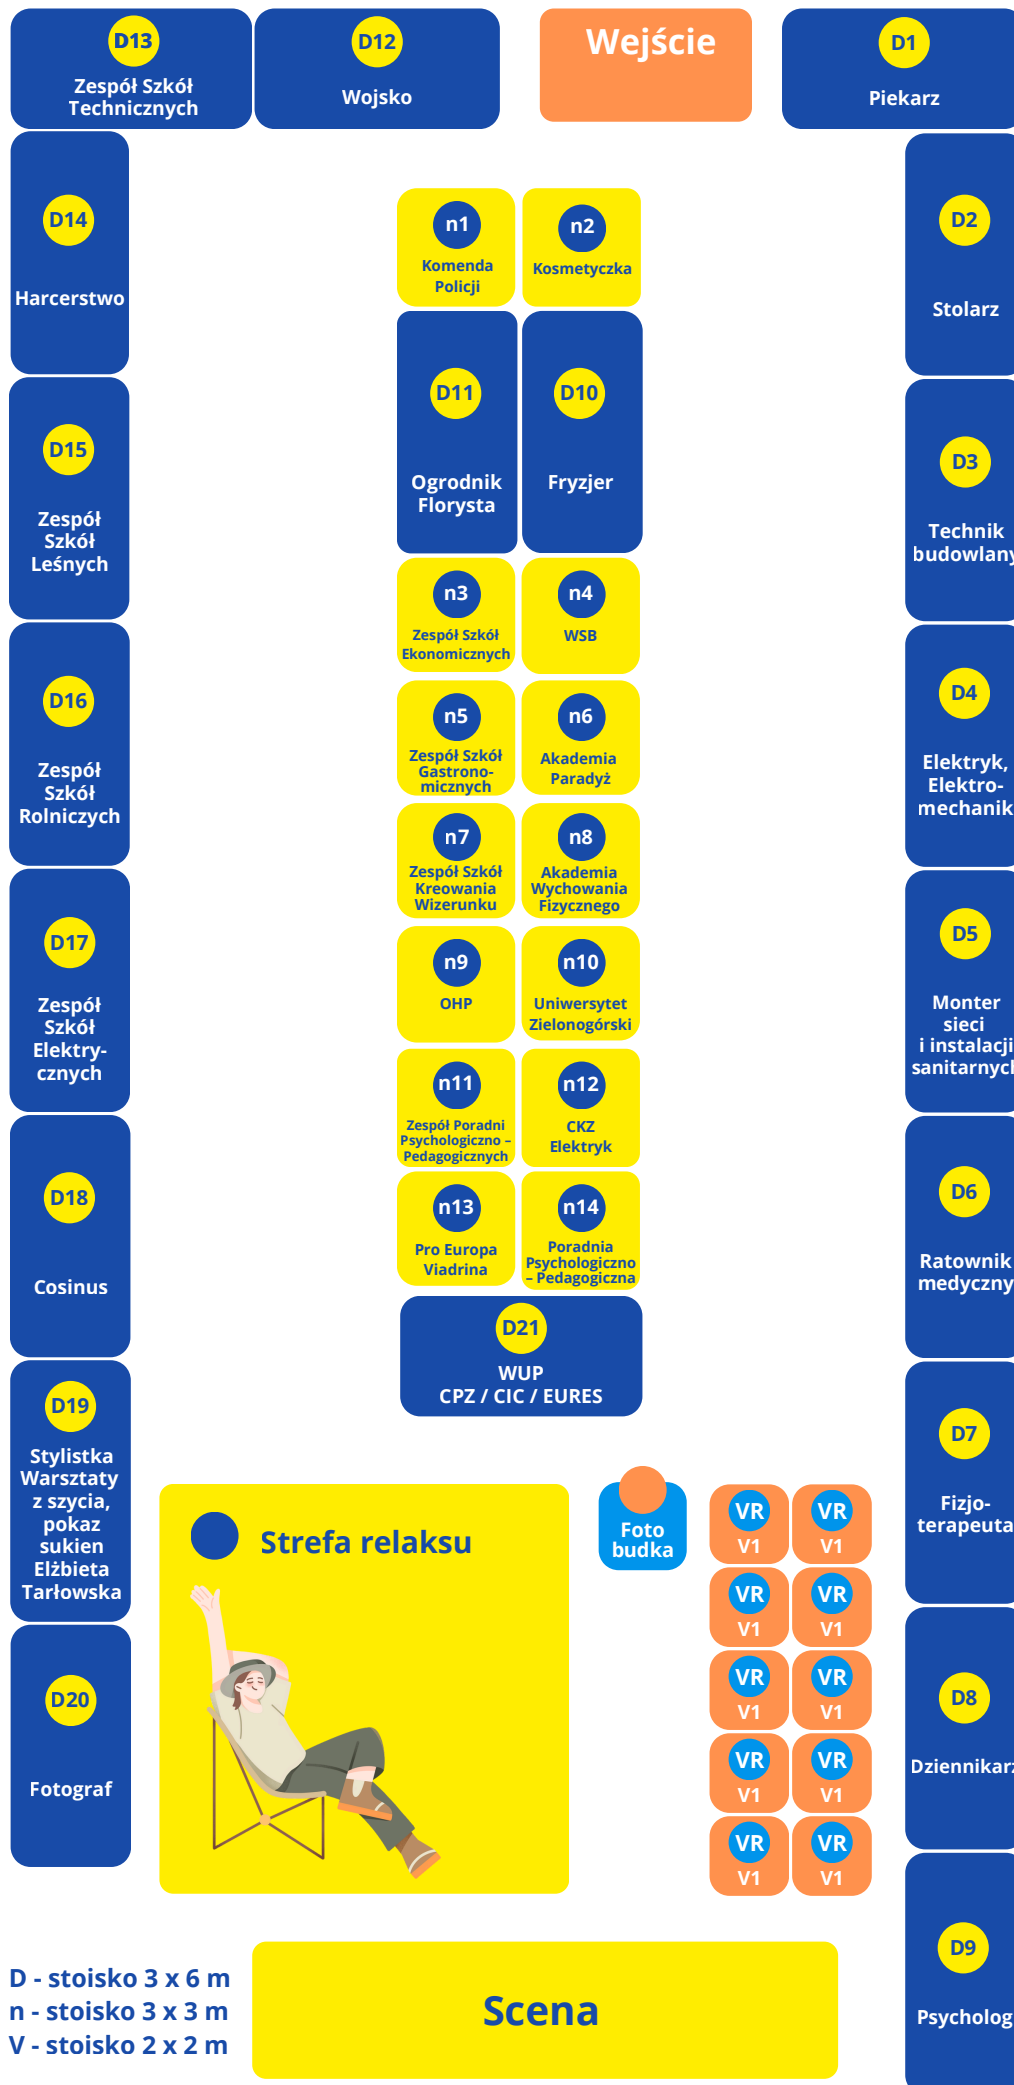 D13
Zespół Szkół
Technicznych
D12
Wojsko
Wejście
D1
Piekarz
D14
Harcerstwo
D15
Zespół
Szkół
Leśnych
D16
Zespół
Szkół
Rolniczych
D17
Zespół
Szkół
Elektry-
cznych
D18
Cosinus
D19
Stylistka
Warsztaty
z szycia,
pokaz
sukien
Elżbieta
Tarłowska
D20
Fotograf
n1
Komenda
Policji
n2
Kosmetyczka
D11
Ogrodnik
Florysta
D10
Fryzjer
n3
Zespół Szkół
Ekonomicznych
n4
WSB
n5
Zespół Szkół
Gastrono-
micznych
n6
Akademia
Paradyż
n7
Zespół Szkół
Kreowania
Wizerunku
n8
Akademia
Wychowania
Fizycznego
n9
OHP
n10
Uniwersytet
Zielonogórski
n11
Zespół Poradni
Psychologiczno –
Pedagogicznych
n12
CKZ
Elektryk
n13
Pro Europa
Viadrina
n14
Poradnia
Psychologiczno
– Pedagogiczna
D21
WUP
CPZ / CIC / EURES
D2
Stolarz
D3
Technik
budowlany
D4
Elektryk,
Elektro-
mechanik
D5
Monter
sieci
i instalacji
sanitarnych
D6
Ratownik
medyczny
D7
Fizjo-
terapeuta
D8
Dziennikarz
D9
Psycholog
Strefa relaksu
Foto
budka
VR VR
V1 V1
VR VR
V1 V1
VR VR
V1 V1
VR VR
V1 V1
VR VR
V1 V1
D - stoisko 3 x 6 m
n - stoisko 3 x 3 m
V - stoisko 2 x 2 m
Scena